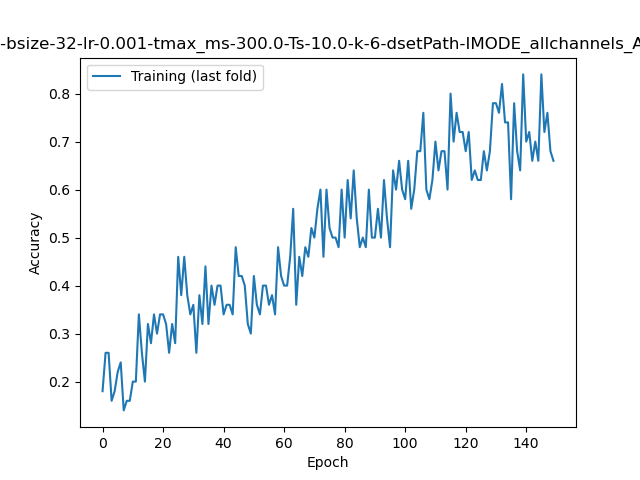 -bsize-32-lr-0.001-tmax_ms-300.0-Ts-10.0-k-6-dsetPath-IMODE_allchannels_A
Training (last fold)
0.8
0.7
0.6
0.5
0.4
0.3
0.2
Accuracy
0 20 40 60 80 100 120 140
Epoch